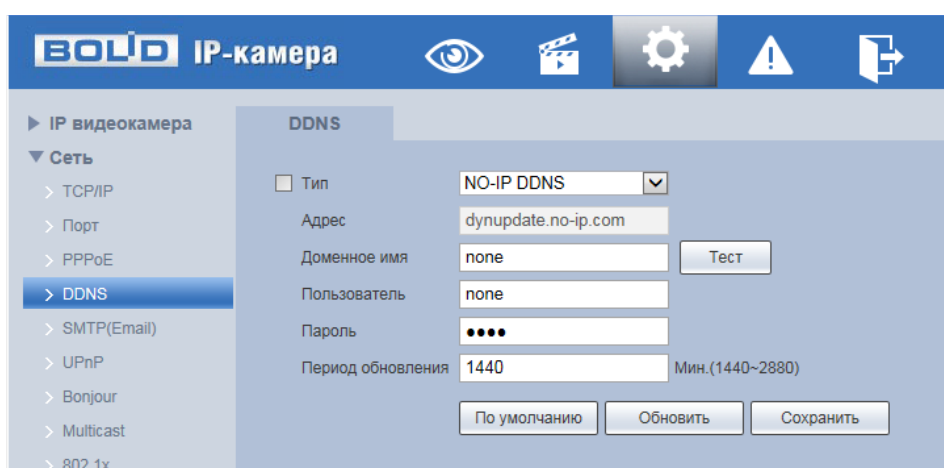 BOLID IP-камера
IP видеокамера
Сеть
TCP/IP
Порт
PPPoE
DDNS
SMTP(Email)
UPnP
Bonjour
Multicast
802.1x
DDNS
Тип NO-IP DDNS
Адрес dynupdate.no-ip.com
Доменное имя none Тест
Пользователь none
Пароль ●●●●
Период обновления 1440 Мин.(1440~2880)
По умолчанию Обновить Сохранить